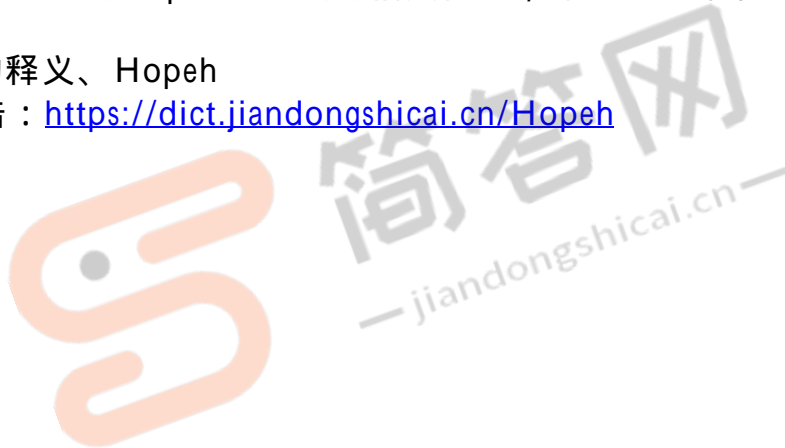 释义、Hopeh
：https://dict.jiandongshicai.cn/Hopeh
简答网
jiandongshicai.cn